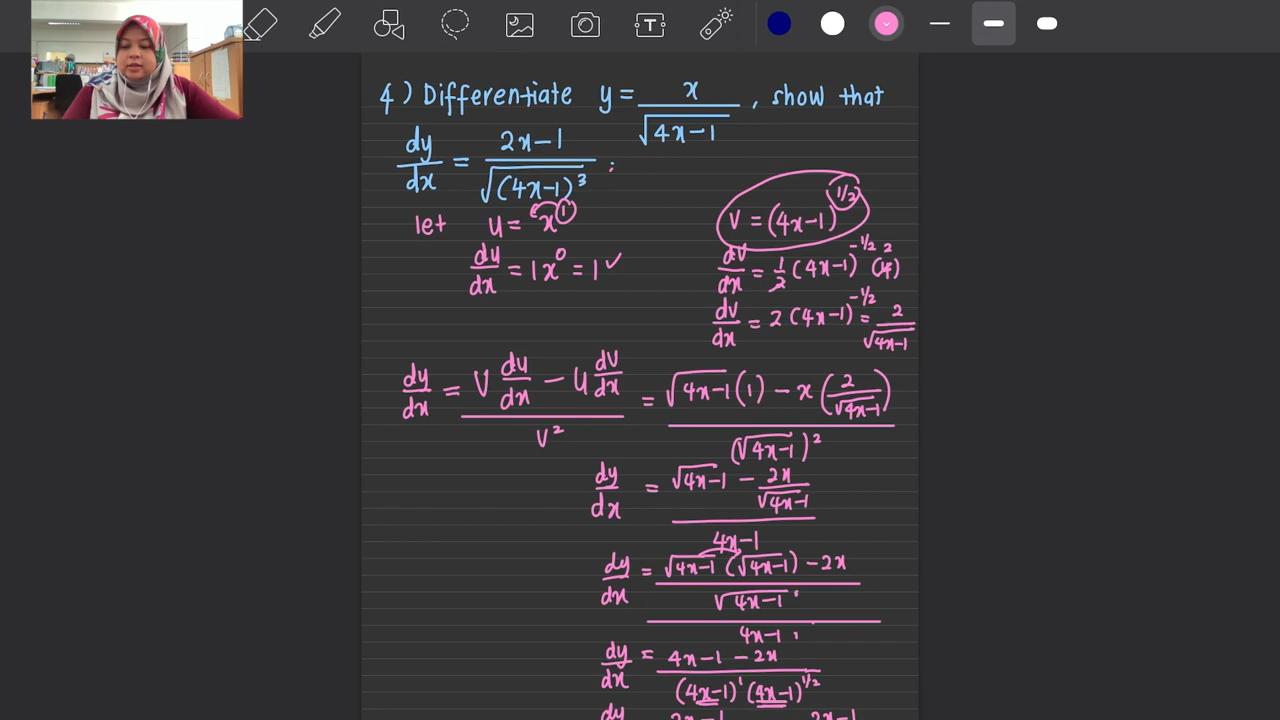 4) Differentiate y = x / √(4x-1) , show that
dy/dx = 2x-1 / √((4x-1)³) :
let u = x¹
v = (4x-1)^1/2
du/dx = 1x⁰ = 1 ✓
dv/dx = 1/2 (4x-1)^-1/2 (4) 2
dv/dx = 2 (4x-1)^-1/2 = 2 / √(4x-1)
dy/dx = (v du/dx - u dv/dx) / v² = (√(4x-1) (1) - x (2 / √(4x-1))) / (√(4x-1))²
dy/dx = (√(4x-1) - 2x / √(4x-1)) / 4x-1
dy/dx = ((√(4x-1) (√(4x-1)) - 2x) / √(4x-1)) / 4x-1
dy/dx = 4x-1 - 2x / (4x-1)¹ (4x-1)^1/2